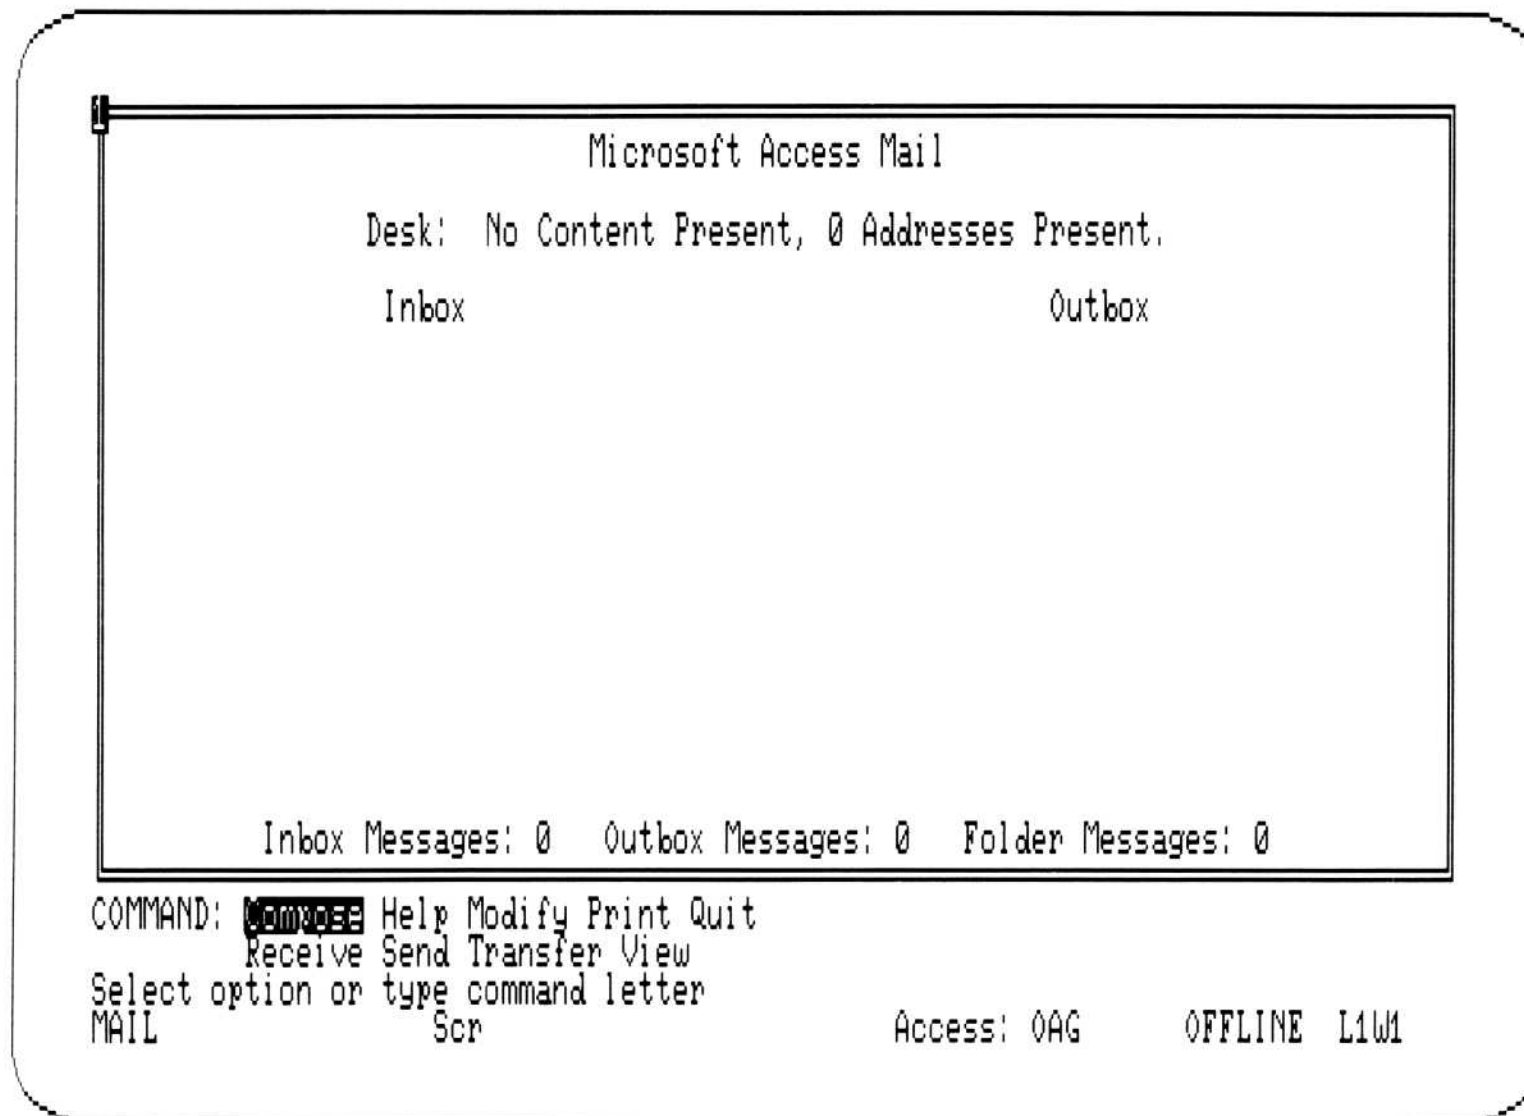 1
Microsoft Access Mail
Desk: No Content Present, 0 Addresses Present.
Inbox Outbox
Inbox Messages: 0 Outbox Messages: 0 Folder Messages: 0
COMMAND: Compose Help Modify Print Quit
Receive Send Transfer View
Select option or type command letter
MAIL Scr Access: OAG OFFLINE L1W1